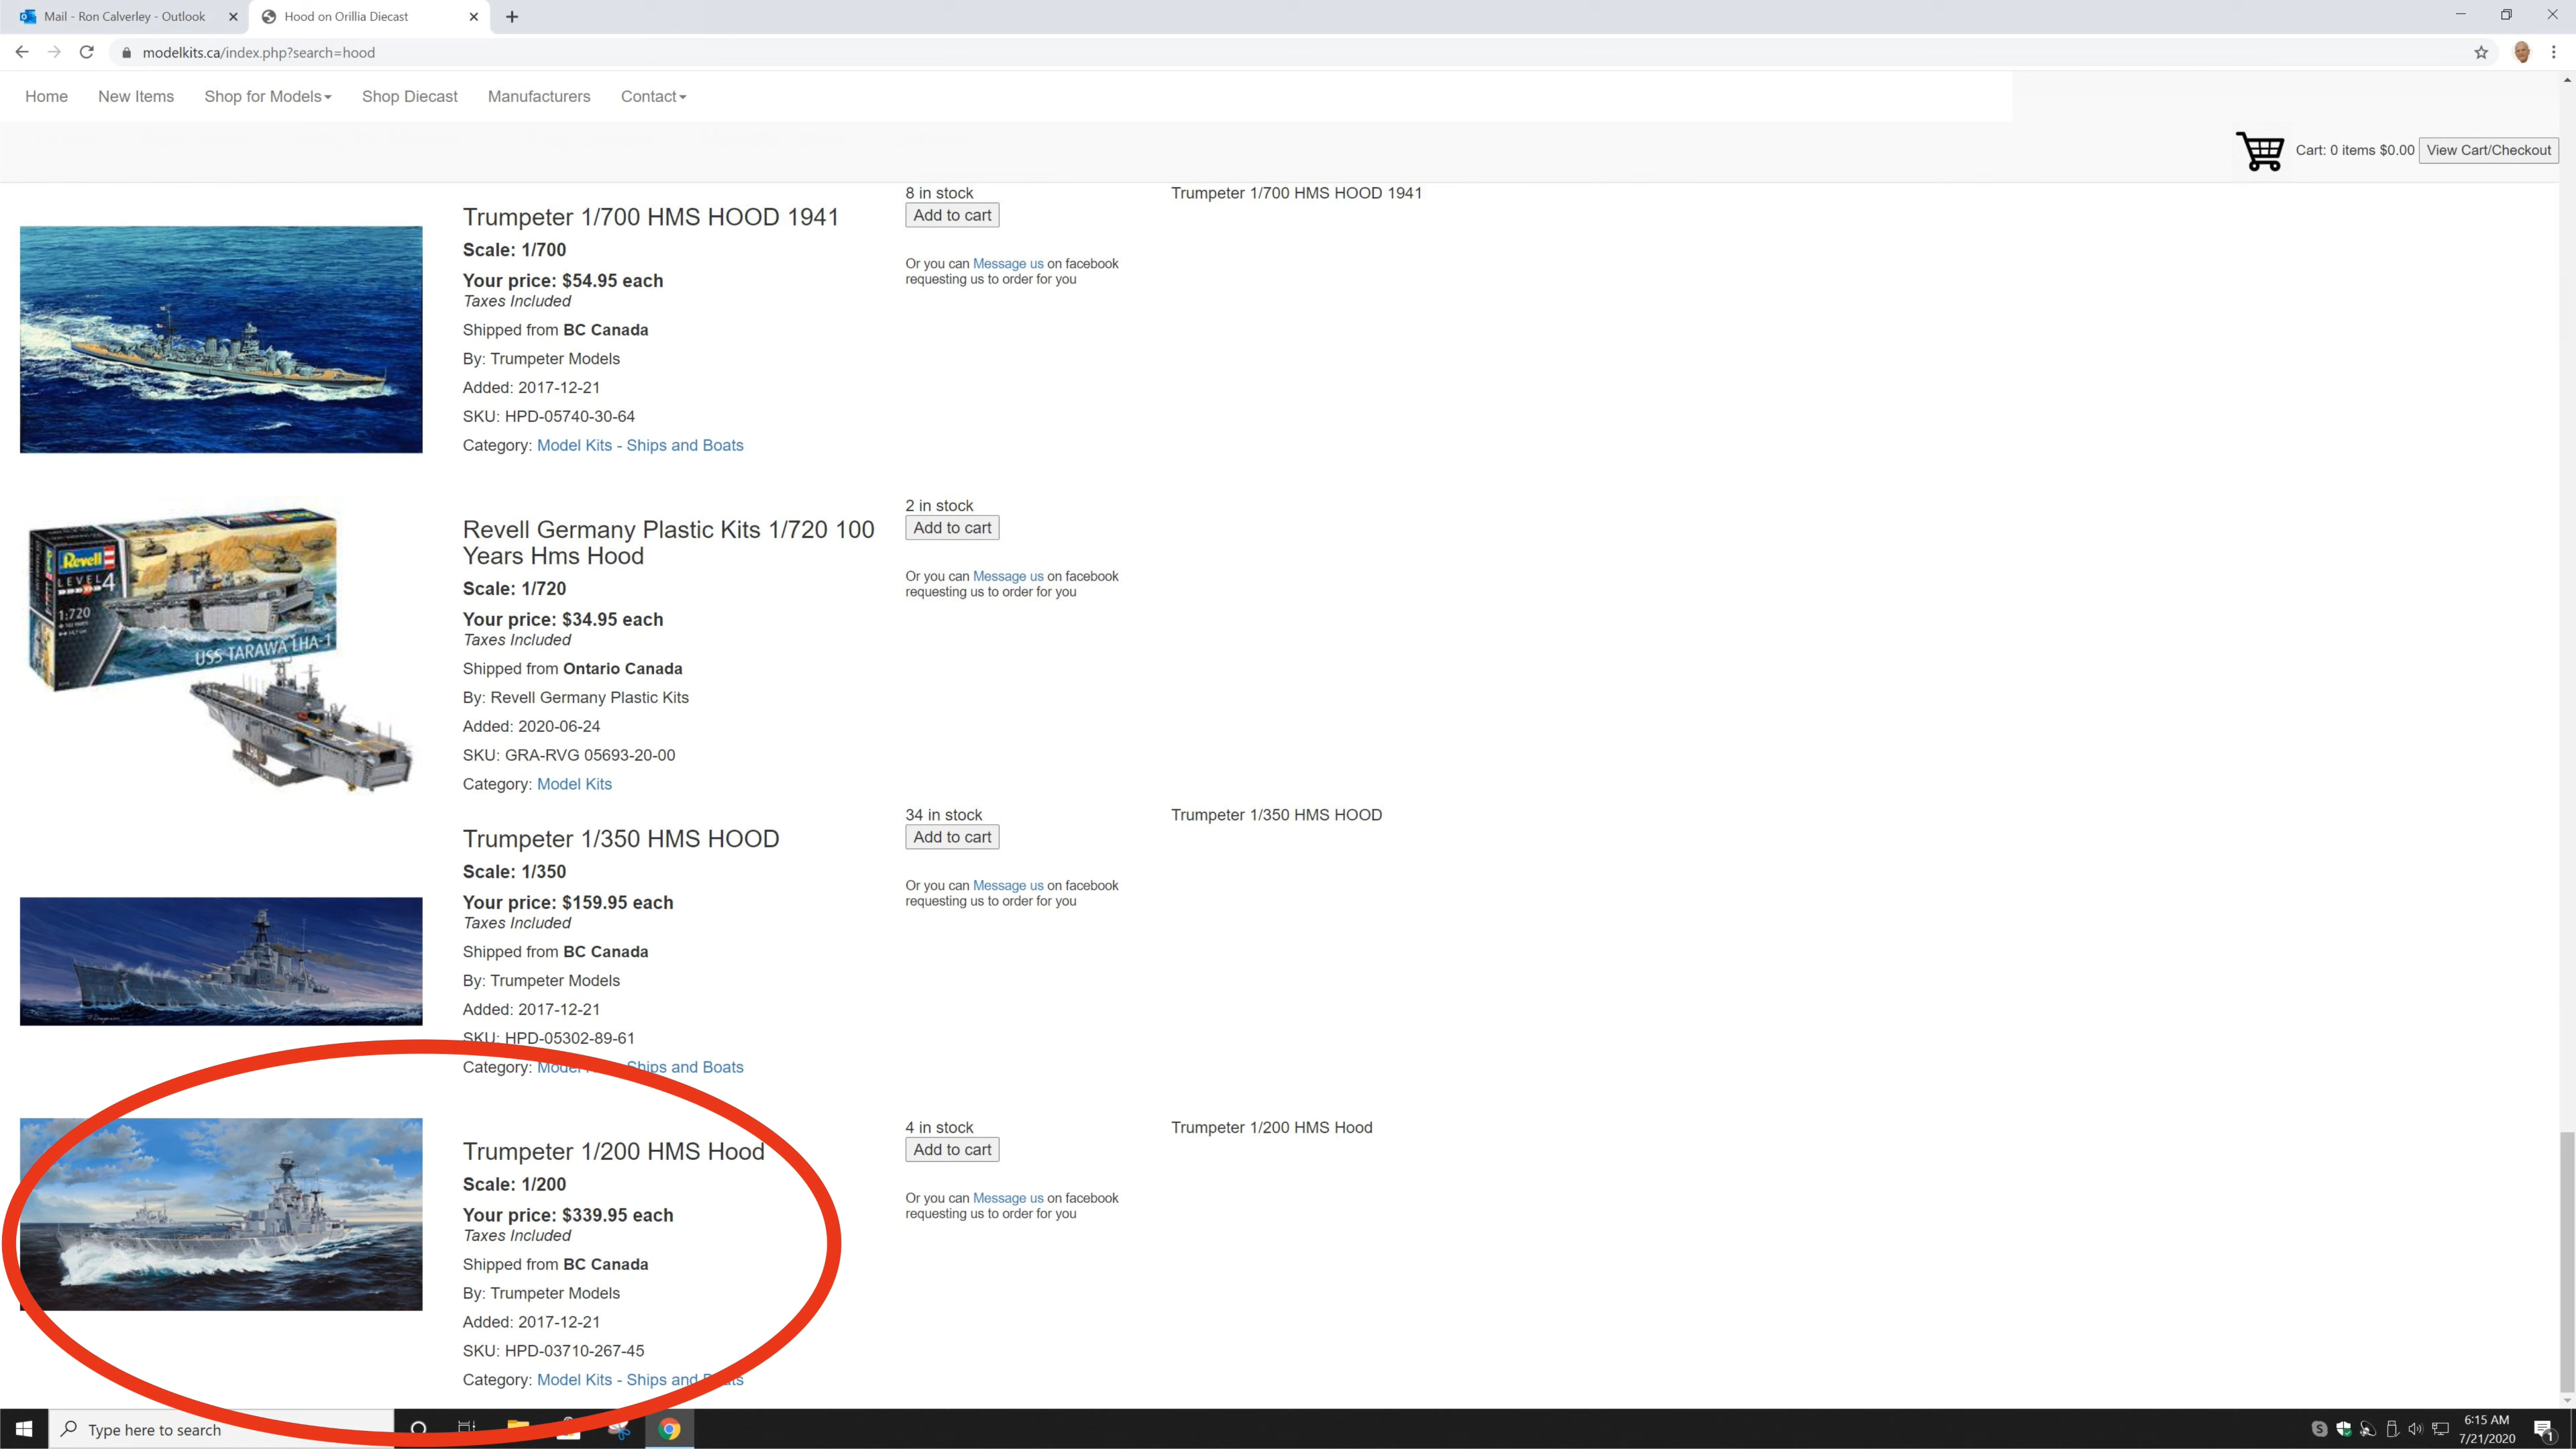 Mail - Ron Calverley - Outlook
Hood on Orillia Diecast
modelkits.ca/index.php?search=hood
Home New Items Shop for Models Shop Diecast Manufacturers Contact
Cart: 0 items $0.00 View Cart/Checkout
Trumpeter 1/700 HMS HOOD 1941
Scale: 1/700
Your price: $54.95 each
Taxes Included
Shipped from BC Canada
By: Trumpeter Models
Added: 2017-12-21
SKU: HPD-05740-30-64
Category: Model Kits - Ships and Boats
8 in stock
Add to cart
Or you can Message us on facebook
requesting us to order for you
Trumpeter 1/700 HMS HOOD 1941
Revell
LEVEL 4
1:720
USS TARAWA LHA-1
Revell Germany Plastic Kits 1/720 100
Years Hms Hood
Scale: 1/720
Your price: $34.95 each
Taxes Included
Shipped from Ontario Canada
By: Revell Germany Plastic Kits
Added: 2020-06-24
SKU: GRA-RVG 05693-20-00
Category: Model Kits
2 in stock
Add to cart
Or you can Message us on facebook
requesting us to order for you
Trumpeter 1/350 HMS HOOD
Scale: 1/350
Your price: $159.95 each
Taxes Included
Shipped from BC Canada
By: Trumpeter Models
Added: 2017-12-21
SKU: HPD-05302-89-61
Category: Model Ships and Boats
34 in stock
Add to cart
Or you can Message us on facebook
requesting us to order for you
Trumpeter 1/350 HMS HOOD
Trumpeter 1/200 HMS Hood
Scale: 1/200
Your price: $339.95 each
Taxes Included
Shipped from BC Canada
By: Trumpeter Models
Added: 2017-12-21
SKU: HPD-03710-267-45
Category: Model Kits - Ships and Boats
4 in stock
Add to cart
Or you can Message us on facebook
requesting us to order for you
Trumpeter 1/200 HMS Hood
Type here to search
6:15 AM
7/21/2020
1